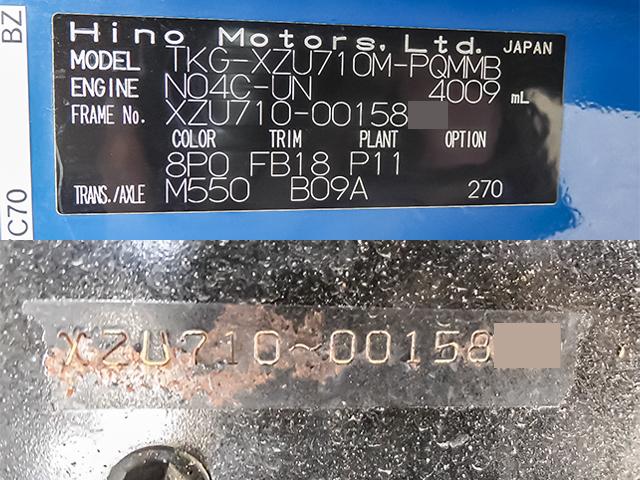 BZ
C70
Hino Motors, Ltd. JAPAN
MODEL TKG-XZU710M-PQMMB
ENGINE N04C-UN 4009 mL
FRAME No. XZU710-00158
COLOR TRIM PLANT OPTION
8P0 FB18 P11
TRANS./AXLE M550 B09A 270
XZU710~00158